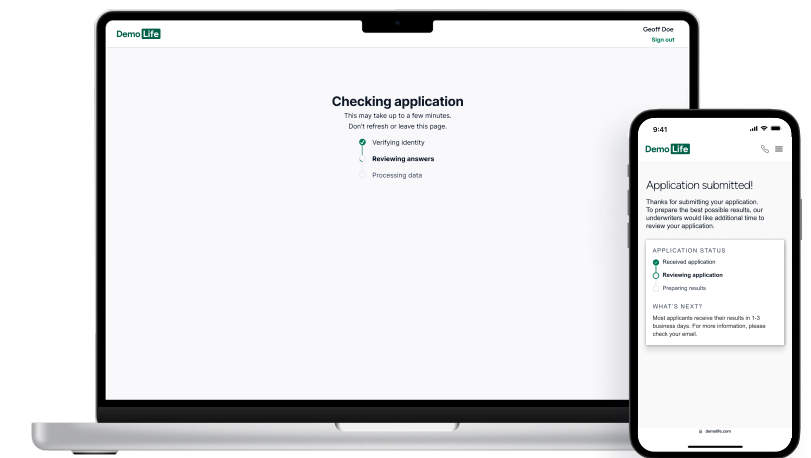 Demo Life
Geoff Doe
Sign out
Checking application
This may take up to a few minutes.
Don't refresh or leave this page.
Verifying identity
Reviewing answers
Processing data
9:41
Demo Life
Application submitted!
Thanks for submitting your application.
To prepare the best possible results, our
underwriters would like additional time to
review your application.
APPLICATION STATUS
Received application
Reviewing application
Preparing results
WHAT'S NEXT?
Most applicants receive their results in 1-3
business days. For more information, please
check your email.
demolife.com